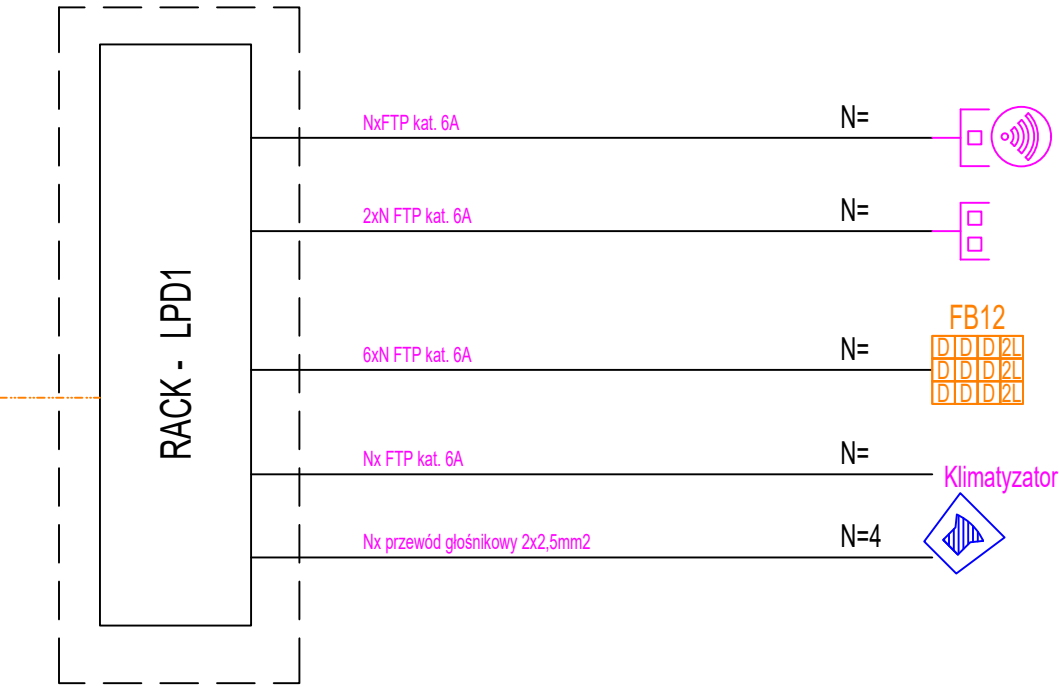 NxFTP kat. 6A
N=
2xN FTP kat. 6A
N=
RACK - LPD1
FB12
6xN FTP kat. 6A
N=
D D D 2L
D D D 2L
D D D 2L
Nx FTP kat. 6A
N=
Klimatyzator
Nx przewód głośnikowy 2x2,5mm2
N=4